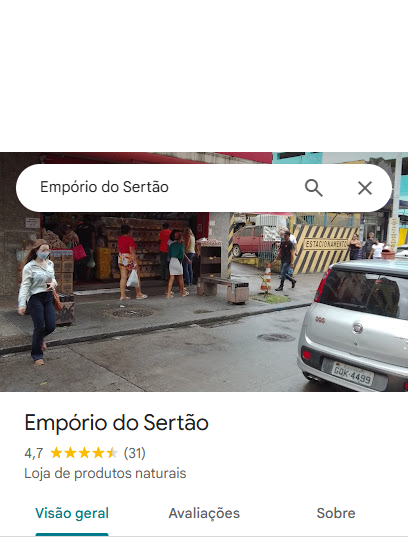 Empório do Sertão
ESTACIONAMENTO
GQK-4499
Empório do Sertão
4,7 (31)
Loja de produtos naturais
Visão geral Avaliações Sobre